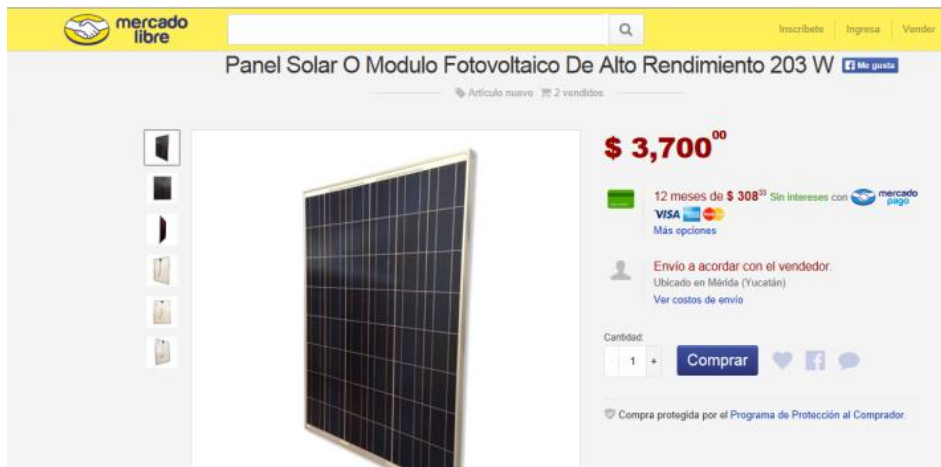 mercado
libre
Inscríbete Ingresa Vender
Panel Solar O Modulo Fotovoltaico De Alto Rendimiento 203 W Me gusta
Artículo nuevo 2 vendidos
$ 3,700 00
12 meses de $ 308 33 Sin intereses con mercado pago
VISA
Más opciones
Envío a acordar con el vendedor.
Ubicado en Mérida (Yucatán)
Ver costos de envío
Cantidad:
1 + Comprar
Compra protegida por el Programa de Protección al Comprador.